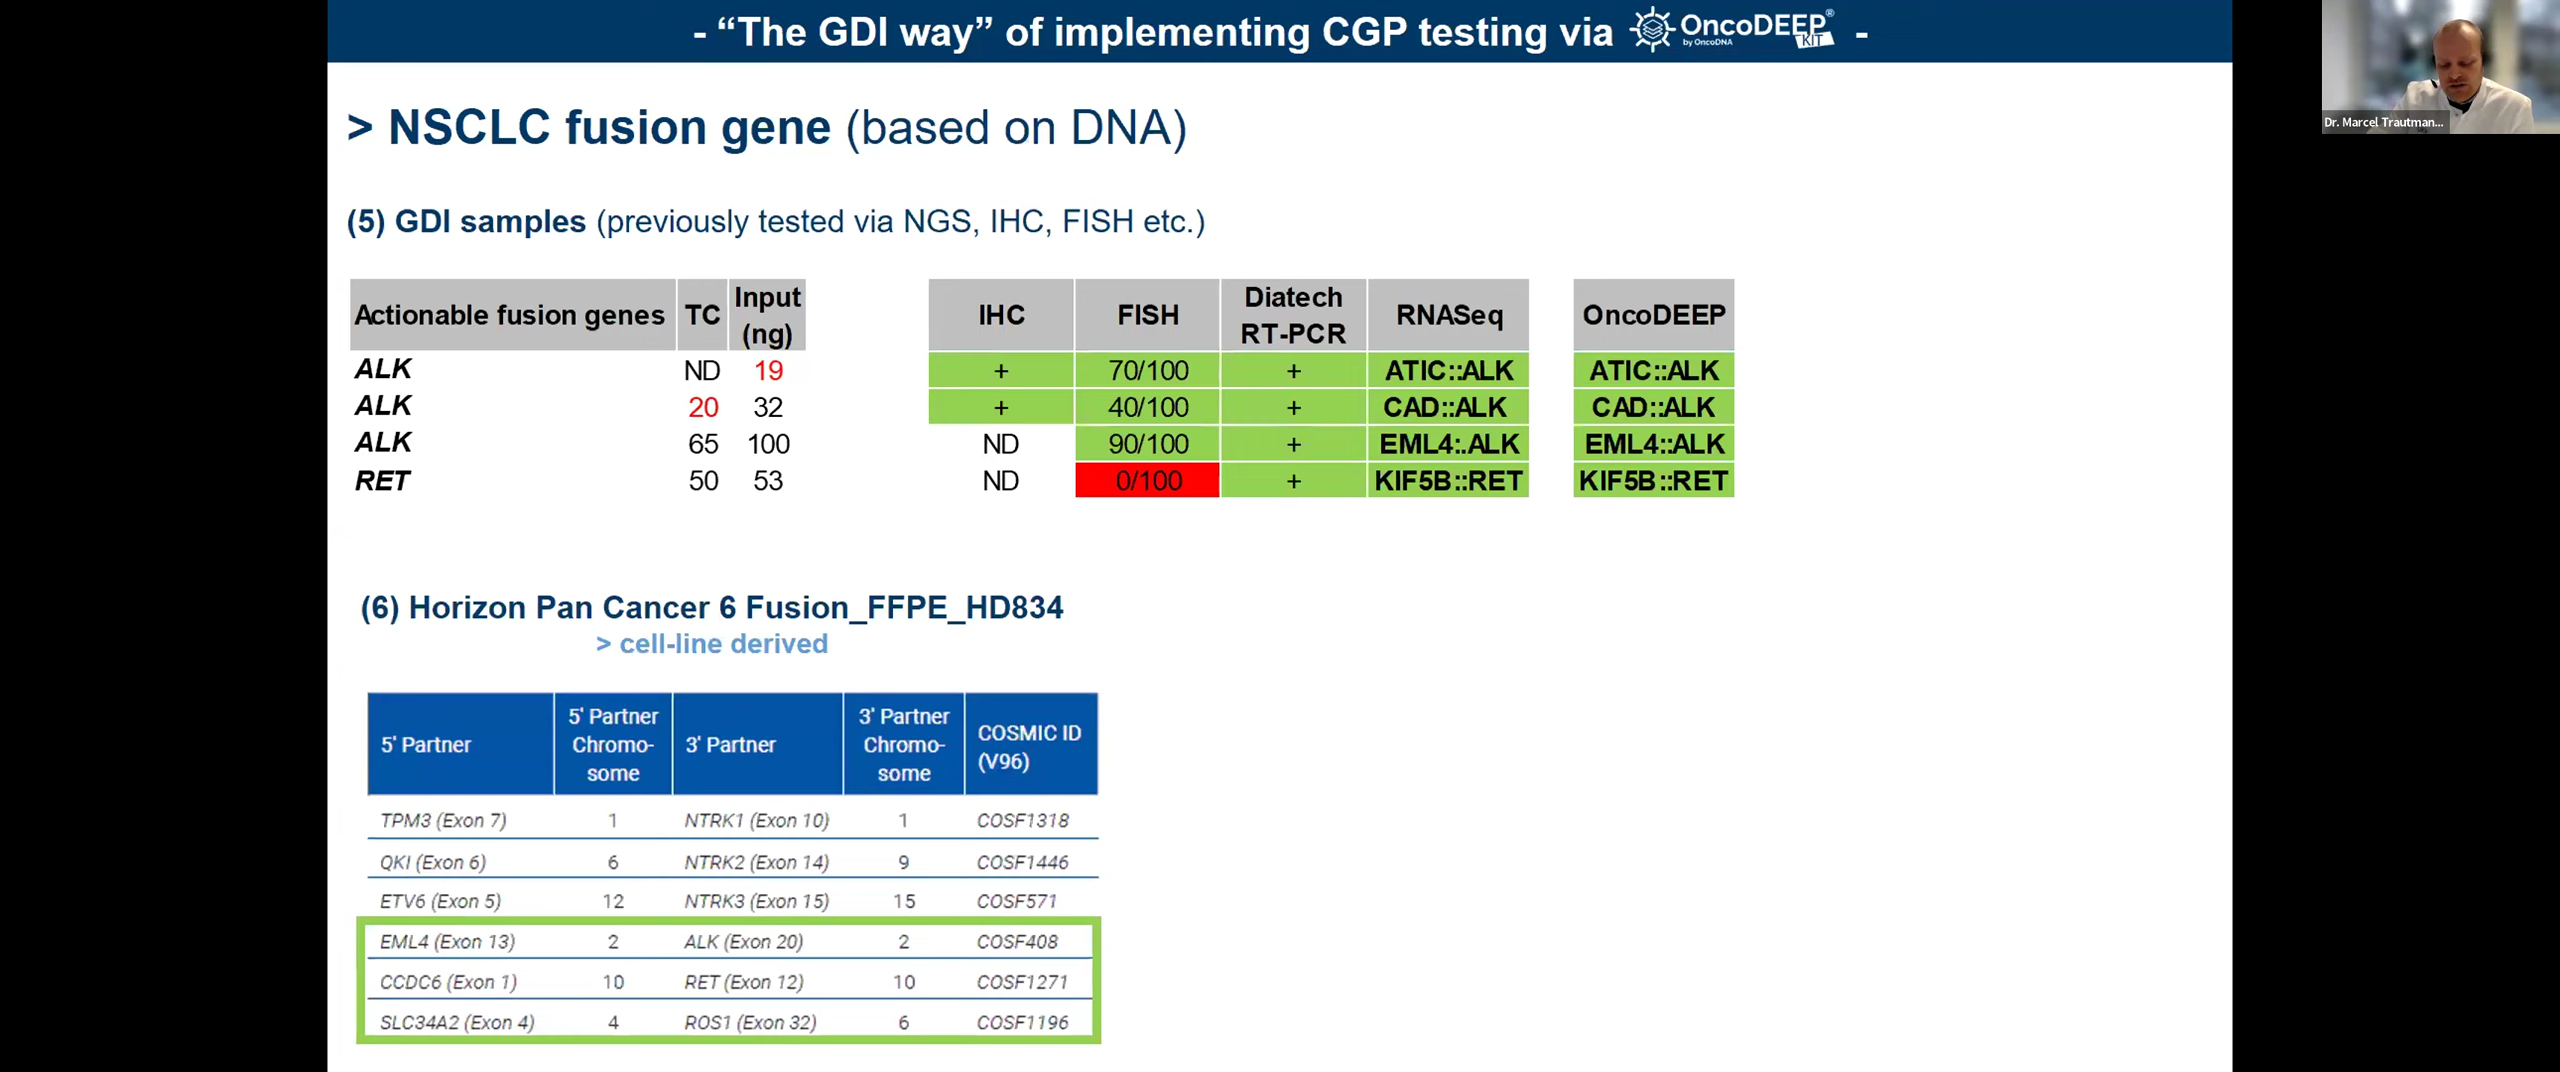 - “The GDI way” of implementing CGP testing via OncoDEEP® KIT by OncoDNA -
Dr. Marcel Trautman...
> NSCLC fusion gene (based on DNA)
(5) GDI samples (previously tested via NGS, IHC, FISH etc.)
Actionable fusion genes TC Input (ng) IHC FISH Diatech RT-PCR RNASeq OncoDEEP
ALK ND 19 + 70/100 + ATIC::ALK ATIC::ALK
ALK 20 32 + 40/100 + CAD::ALK CAD::ALK
ALK 65 100 ND 90/100 + EML4::ALK EML4::ALK
RET 50 53 ND 0/100 + KIF5B::RET KIF5B::RET
(6) Horizon Pan Cancer 6 Fusion_FFPE_HD834
> cell-line derived
5' Partner 5' Partner Chromo-some 3' Partner 3' Partner Chromo-some COSMIC ID (V96)
TPM3 (Exon 7) 1 NTRK1 (Exon 10) 1 COSF1318
QKI (Exon 6) 6 NTRK2 (Exon 14) 9 COSF1446
ETV6 (Exon 5) 12 NTRK3 (Exon 15) 15 COSF571
EML4 (Exon 13) 2 ALK (Exon 20) 2 COSF408
CCDC6 (Exon 1) 10 RET (Exon 12) 10 COSF1271
SLC34A2 (Exon 4) 4 ROS1 (Exon 32) 6 COSF1196